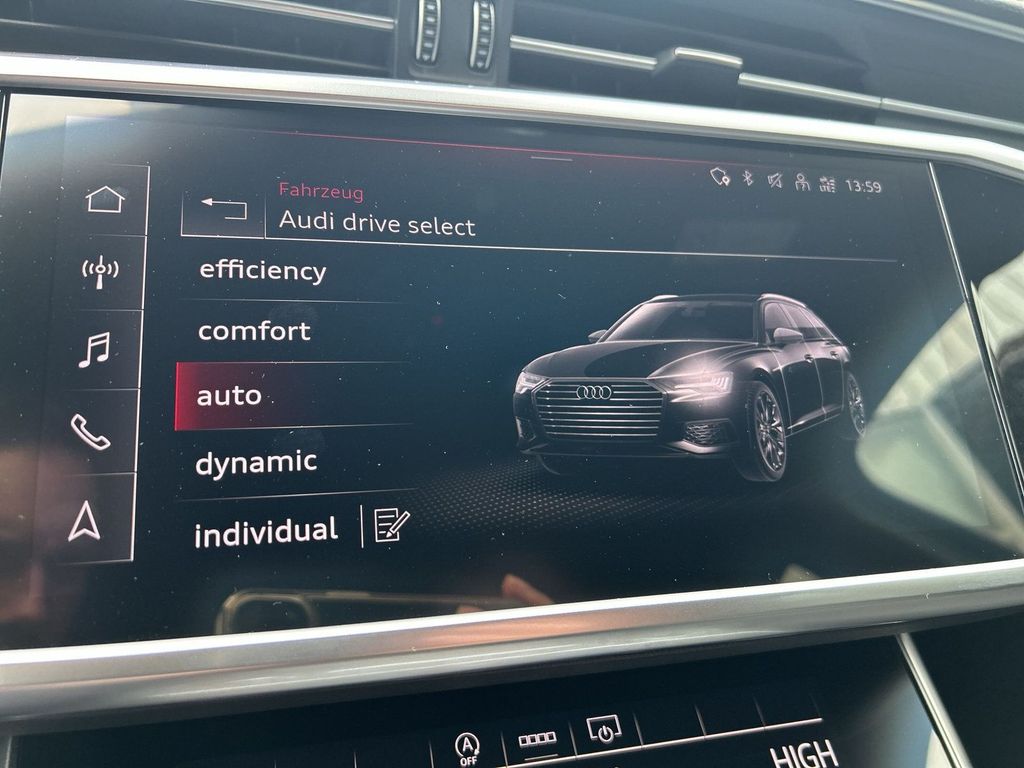 13:59
Fahrzeug
Audi drive select
efficiency
comfort
auto
dynamic
individual
A
OFF
HIGH